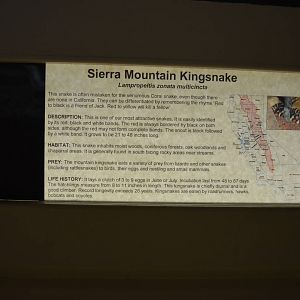 Sierra Mountain Kingsnake
Lampropeltis zonata multicincta
This snake is often mistaken for the venomous Coral snake, even though there
are none in California. They can be differentiated by remembering the rhyme 'Red
to black is a friend of Jack. Red to yellow will kill a fellow'.
DESCRIPTION: This is one of our most attractive snakes. It is easily identified
by its red, black and white bands. The red is always bordered by black on both
sides, although the red may not form complete bands. The snout is black followed
by a white band. It grows to be 21 to 48 inches long.
HABITAT: This snake inhabits moist woods, coniferous forests, oak woodlands and
chaparral areas. It is generally found in south facing rocky areas near streams.
PREY: The mountain kingsnake eats a variety of prey from lizards and other snakes
(including rattlesnakes) to birds, their eggs and nestling and small mammals.
LIFE HISTORY: It lays a clutch of 3 to 9 eggs in June or July. Incubation last from 48 to 87 days
The hatchlings measure from 8 to 11 inches in length. This kingsnake is chiefly diurnal and is a
good climber. Record longevity exceeds 26 years. Kingsnakes are eaten by roadrunners, hawks,
bobcats and coyotes.